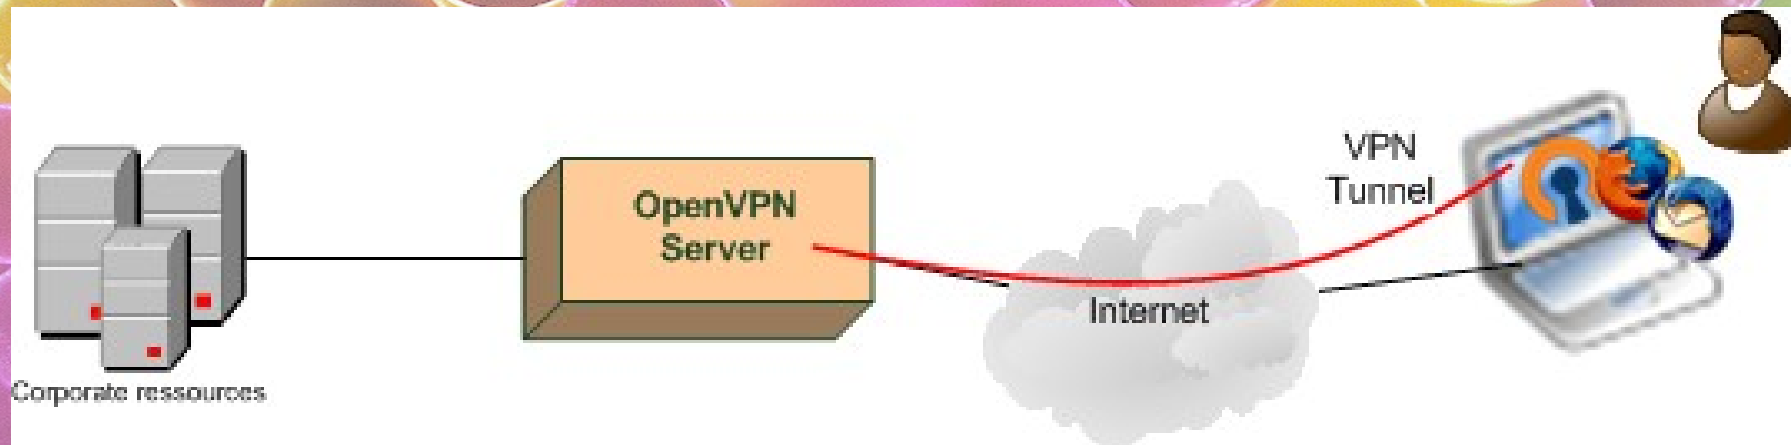 OpenVPN
Server
VPN
Tunnel
Internet
Corporate ressources